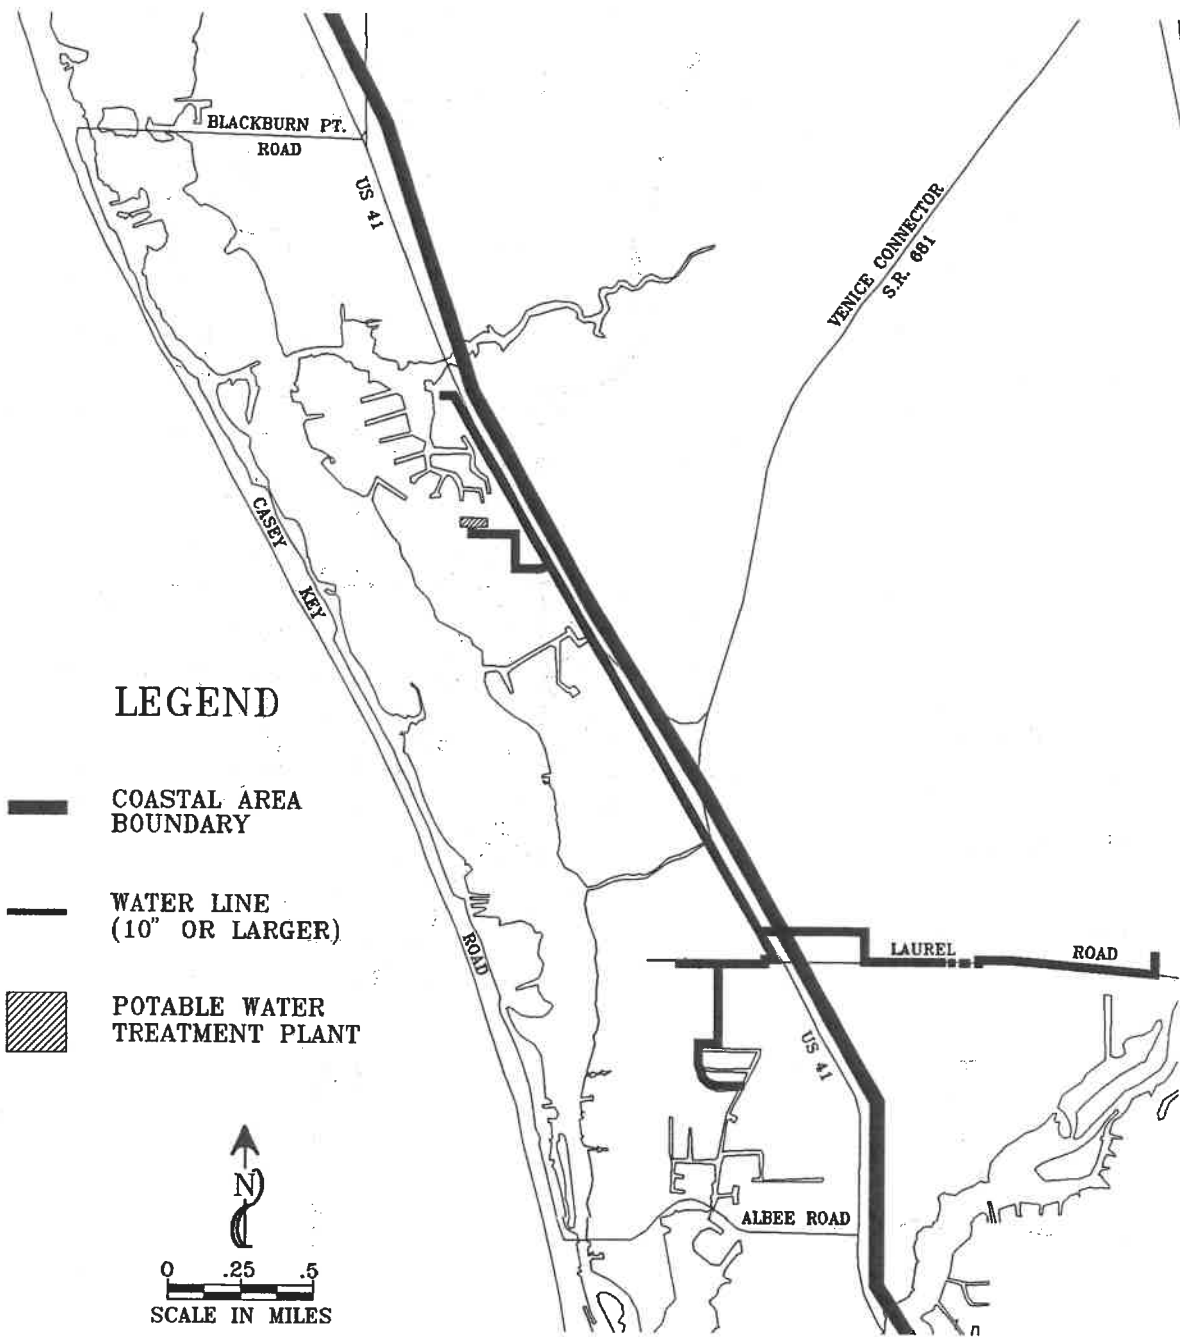 BLACKBURN PT.
ROAD
US 41
VENICE CONNECTOR
S.R. 681
CASEY
KEY
ROAD
LEGEND
COASTAL AREA
BOUNDARY
WATER LINE
(10" OR LARGER)
POTABLE WATER
TREATMENT PLANT
LAUREL
ROAD
US 41
ALBEE ROAD
N
0 .25 .5
SCALE IN MILES